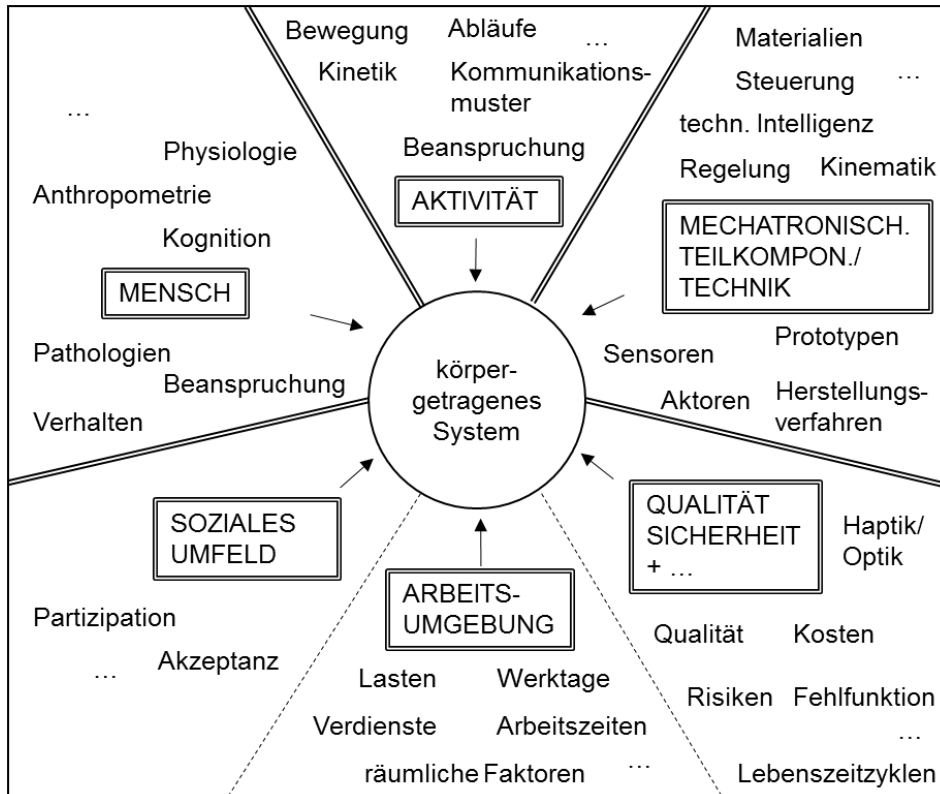 Bewegung
Abläufe
…
Kinetik
Kommunikations-
muster
Beanspruchung
AKTIVITÄT
Materialien
Steuerung
…
techn. Intelligenz
Regelung
Kinematik
MECHATRONISCH.
TEILKOMPON./
TECHNIK
Prototypen
Sensoren
Aktoren
Herstellungs-
verfahren
…
Physiologie
Anthropometrie
Kognition
MENSCH
Pathologien
Beanspruchung
Verhalten
körper-
getragenes
System
SOZIALES
UMFELD
Partizipation
…
Akzeptanz
ARBEITS-
UMGEBUNG
Lasten
Werktage
Verdienste
Arbeitszeiten
räumliche Faktoren
…
QUALITÄT
SICHERHEIT
+ …
Haptik/
Optik
Qualität
Kosten
Risiken
Fehlfunktion
…
Lebenszeitzyklen